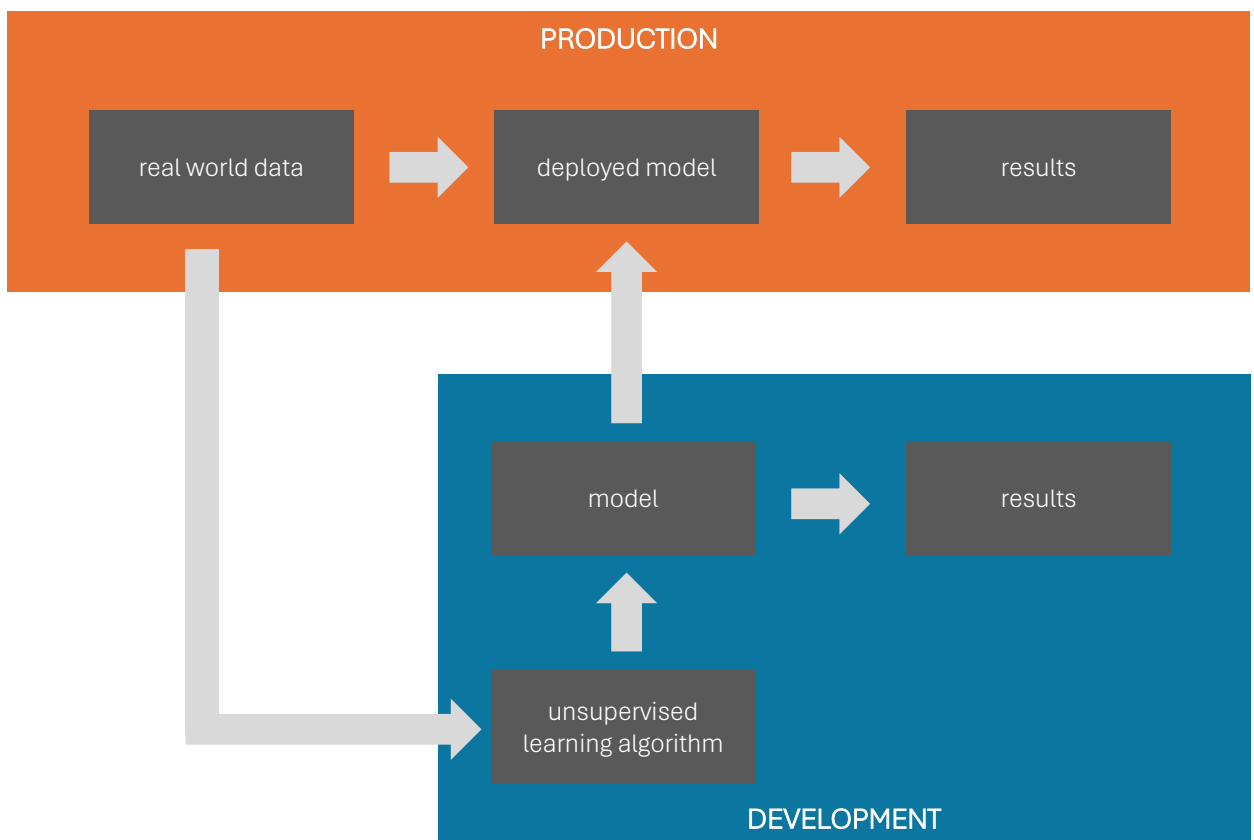 PRODUCTION
real world data
deployed model
results
model
results
unsupervised
learning algorithm
DEVELOPMENT